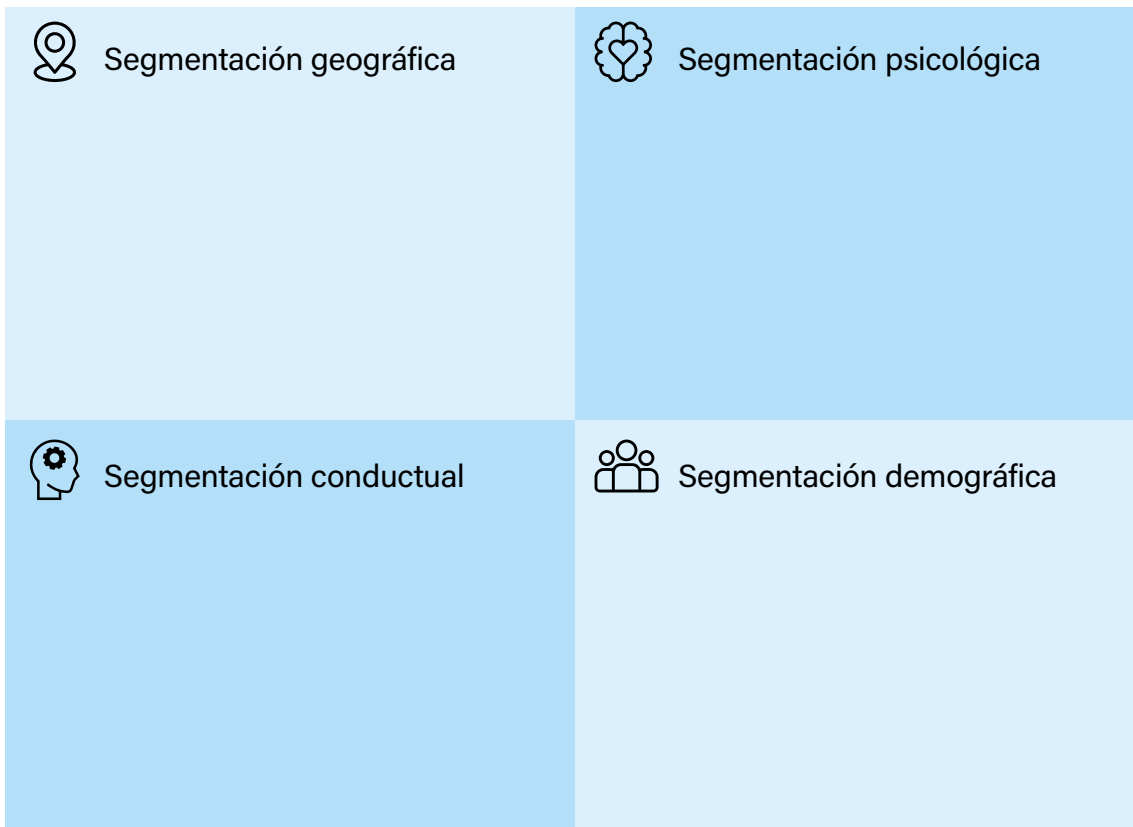 Segmentación geográfica
Segmentación psicológica
Segmentación conductual
Segmentación demográfica